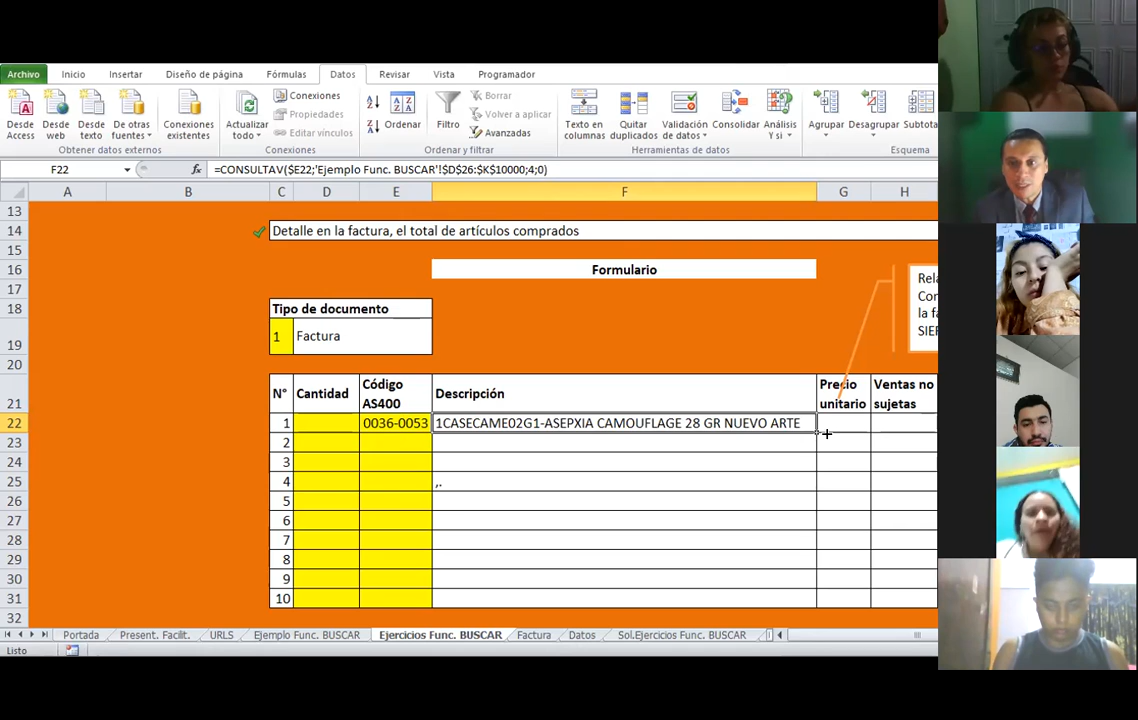 Archivo Inicio Insertar Diseño de página Fórmulas Datos Revisar Vista Programador
Desde Access
Desde web
Desde texto
De otras fuentes
Conexiones existentes
Obtener datos externos
Actualizar todo
Conexiones
Propiedades
Editar vínculos
Conexiones
Ordenar
Filtro
Borrar
Volver a aplicar
Avanzadas
Ordenar y filtrar
Texto en columnas
Quitar duplicados
Validación de datos
Consolidar
Análisis Y si
Herramientas de datos
Agrupar
Desagrupar
Subtota
Esquema
F22 fx =CONSULTAV($E22;'Ejemplo Func. BUSCAR'!$D$26:$K$10000;4;0)
A B C D E F G H
13
14 Detalle en la factura, el total de artículos comprados
15
16 Formulario
17
Rela
Con
la fa
SIEF
18 Tipo de documento
19 1 Factura
20
21 N° Cantidad Código AS400 Descripción Precio unitario Ventas no sujetas
22 1 0036-0053 1CASECAME02G1-ASEPXIA CAMOUFLAGE 28 GR NUEVO ARTE
23 2
24 3
25 4 ,.
26 5
27 6
28 7
29 8
30 9
31 10
32
Portada Present. Facilit. URLS Ejemplo Func. BUSCAR Ejercicios Func. BUSCAR Factura Datos Sol.Ejercicios Func. BUSCAR
Listo